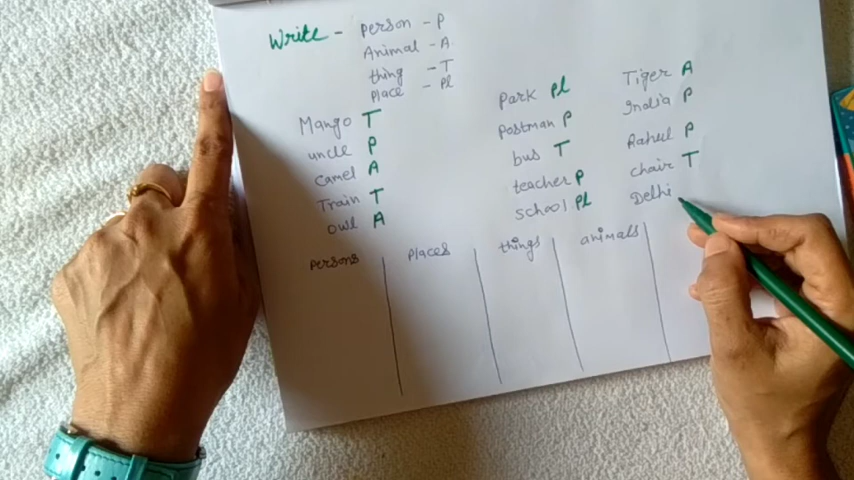 Write - Person - P
Animal - A
thing - T
place - Pl
Mango T
uncle P
camel A
Train T
owl A
Park Pl
Postman P
bus T
teacher P
school PL
Tiger A
India P
Rahul P
chair T
Delhi
Persons
Places
things
animals